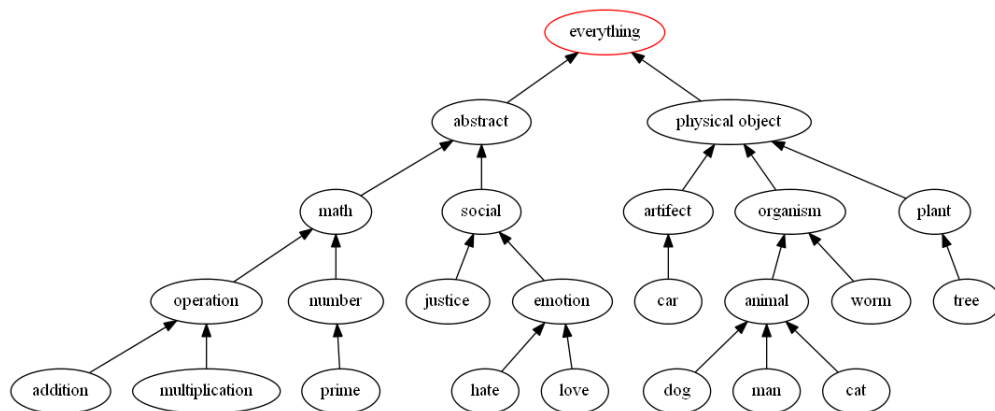 everything
abstract
physical object
math
social
artifect
organism
plant
operation
number
justice
emotion
car
animal
worm
tree
addition
multiplication
prime
hate
love
dog
man
cat